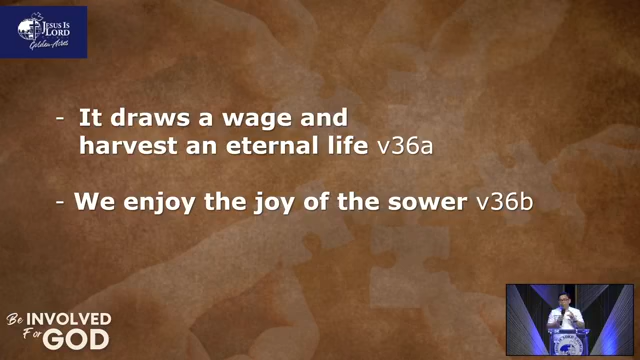 JESUS IS
LORD
Golden Acres
- It draws a wage and
harvest an eternal life v36a
- We enjoy the joy of the sower v36b
Be INVOLVED
For GOD